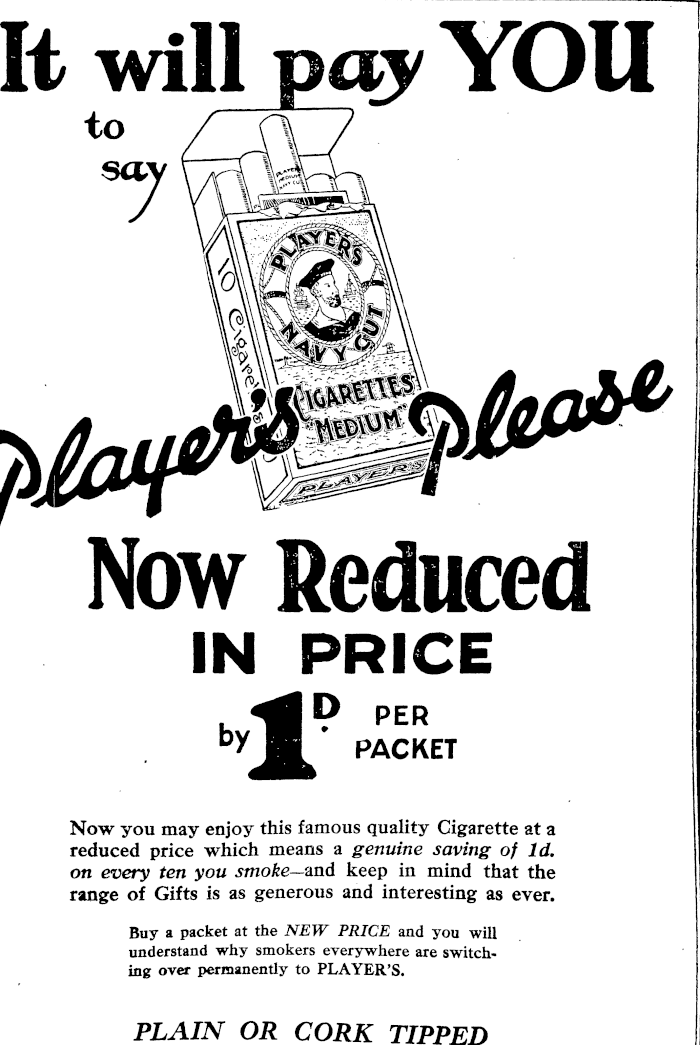 It will pay YOU
to
say
PLAYER'S
MEDIUM
NAVY CUT
PLAYER'S
NAVY CUT
10 Cigarettes
CIGARETTES
"MEDIUM"
PLAYER'S
Player's Please
Now Reduced
IN PRICE
by 1D. PER
PACKET
Now you may enjoy this famous quality Cigarette at a
reduced price which means a genuine saving of 1d.
on every ten you smoke—and keep in mind that the
range of Gifts is as generous and interesting as ever.
Buy a packet at the NEW PRICE and you will
understand why smokers everywhere are switch-
ing over permanently to PLAYER'S.
PLAIN OR CORK TIPPED